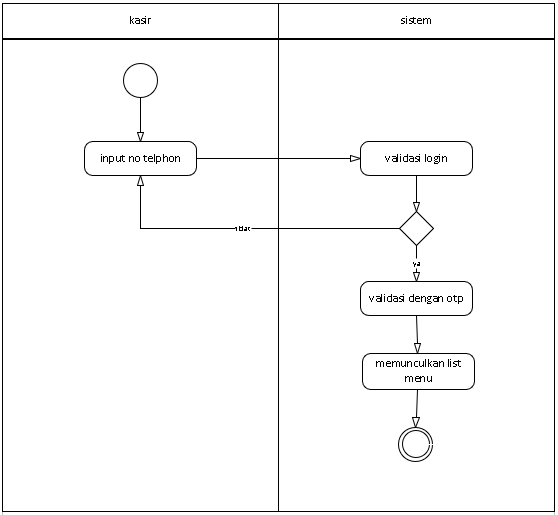 kasir
sistem
input no telphon
validasi login
tidak
ya
validasi dengan otp
memunculkan list
menu